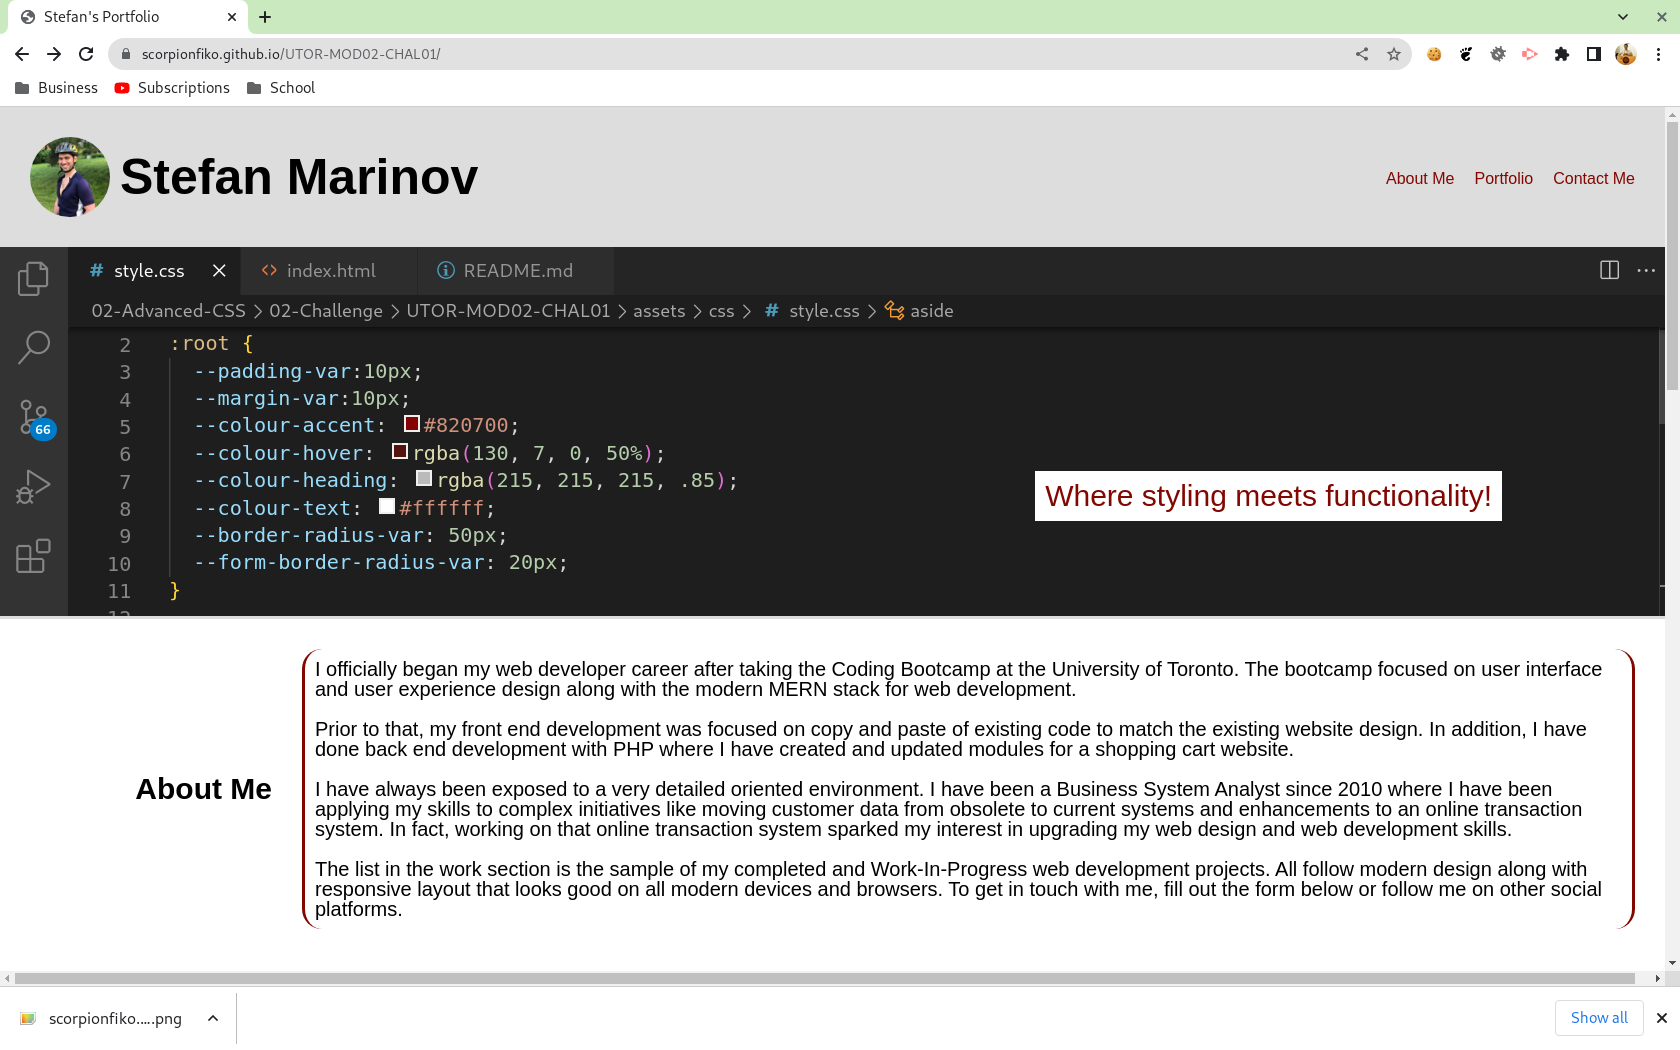 Stefan's Portfolio
scorpionfiko.github.io/UTOR-MOD02-CHAL01/
Business Subscriptions School
Stefan Marinov
About Me Portfolio Contact Me
# style.css index.html README.md
02-Advanced-CSS > 02-Challenge > UTOR-MOD02-CHAL01 > assets > css > # style.css > aside
2 :root {
3 --padding-var:10px;
4 --margin-var:10px;
5 --colour-accent: #820700;
6 --colour-hover: rgba(130, 7, 0, 50%);
7 --colour-heading: rgba(215, 215, 215, .85);
8 --colour-text: #ffffff;
9 --border-radius-var: 50px;
10 --form-border-radius-var: 20px;
11 }
12
66
Where styling meets functionality!
About Me
I officially began my web developer career after taking the Coding Bootcamp at the University of Toronto. The bootcamp focused on user interface
and user experience design along with the modern MERN stack for web development.
Prior to that, my front end development was focused on copy and paste of existing code to match the existing website design. In addition, I have
done back end development with PHP where I have created and updated modules for a shopping cart website.
I have always been exposed to a very detailed oriented environment. I have been a Business System Analyst since 2010 where I have been
applying my skills to complex initiatives like moving customer data from obsolete to current systems and enhancements to an online transaction
system. In fact, working on that online transaction system sparked my interest in upgrading my web design and web development skills.
The list in the work section is the sample of my completed and Work-In-Progress web development projects. All follow modern design along with
responsive layout that looks good on all modern devices and browsers. To get in touch with me, fill out the form below or follow me on other social
platforms.
scorpionfiko.....png
Show all